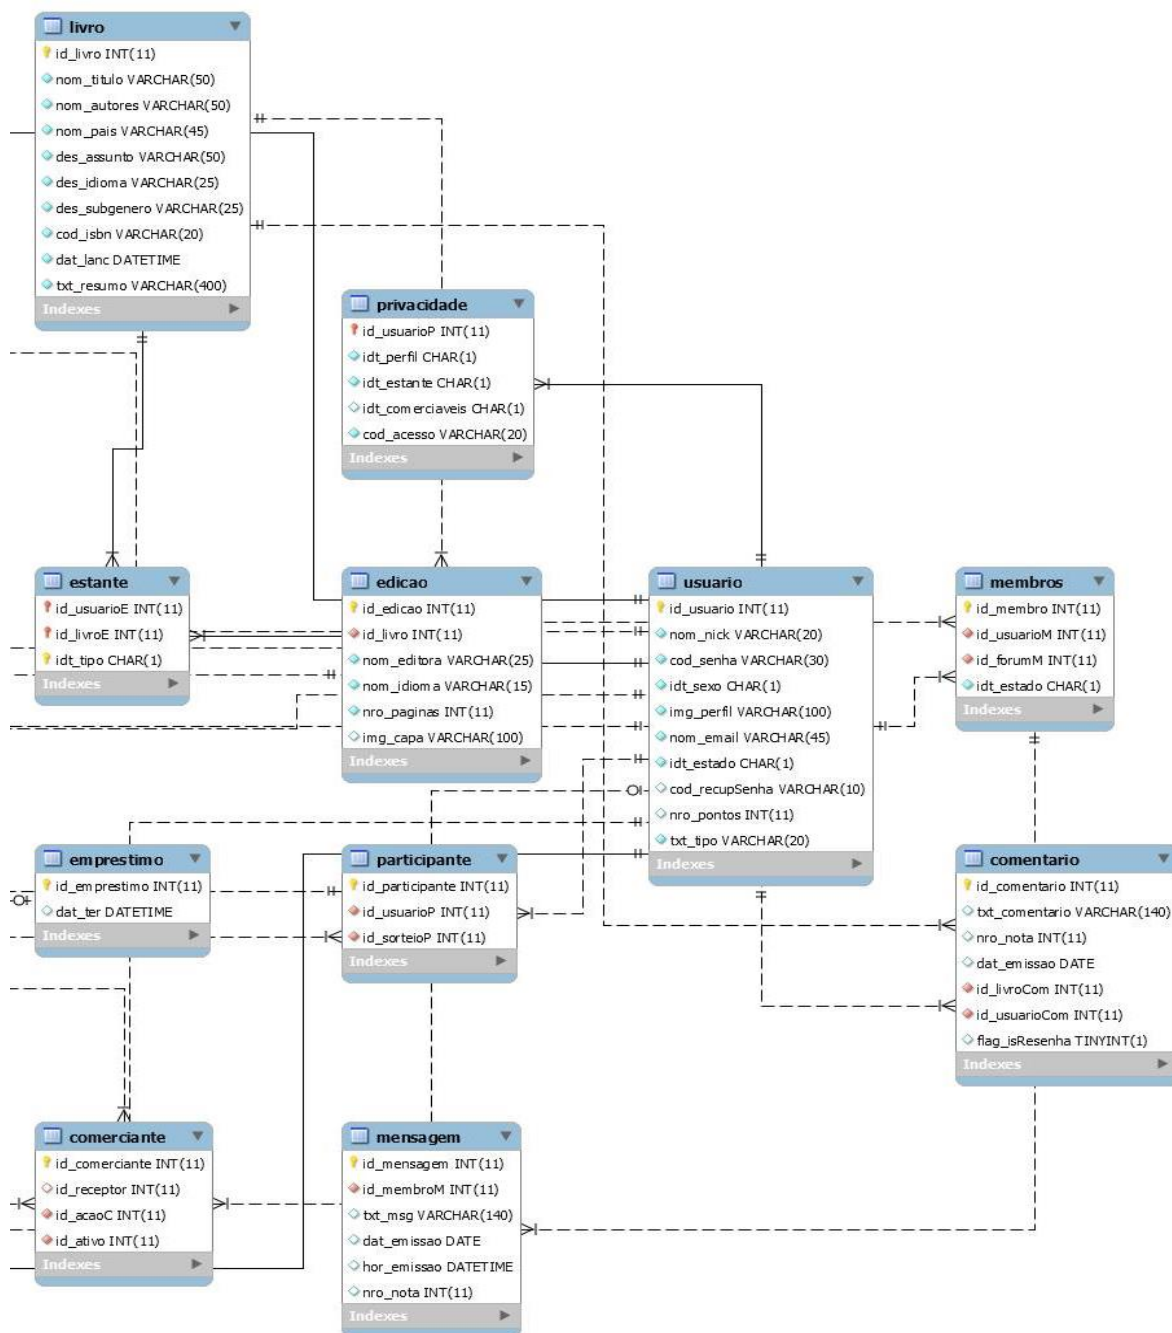 livro
id_livro INT(11)
nom_titulo VARCHAR(50)
nom_autores VARCHAR(50)
nom_pais VARCHAR(45)
des_assunto VARCHAR(50)
des_idioma VARCHAR(25)
des_subgenero VARCHAR(25)
cod_isbn VARCHAR(20)
dat_lanc DATETIME
txt_resumo VARCHAR(400)
Indexes
privacidade
id_usuarioP INT(11)
idt_perfil CHAR(1)
idt_estante CHAR(1)
idt_comerciaveis CHAR(1)
cod_acesso VARCHAR(20)
Indexes
estante
id_usuarioE INT(11)
id_livroE INT(11)
idt_tipo CHAR(1)
Indexes
edicao
id_edicao INT(11)
id_livro INT(11)
nom_editora VARCHAR(25)
nom_idioma VARCHAR(15)
nro_paginas INT(11)
img_capa VARCHAR(100)
Indexes
usuario
id_usuario INT(11)
nom_nick VARCHAR(20)
cod_senha VARCHAR(30)
idt_sexo CHAR(1)
img_perfil VARCHAR(100)
nom_email VARCHAR(45)
idt_estado CHAR(1)
cod_recupSenha VARCHAR(10)
nro_pontos INT(11)
txt_tipo VARCHAR(20)
Indexes
membros
id_membro INT(11)
id_usuarioM INT(11)
id_forumM INT(11)
idt_estado CHAR(1)
Indexes
emprestimo
id_emprestimo INT(11)
dat_ter DATETIME
Indexes
participante
id_participante INT(11)
id_usuarioP INT(11)
id_sorteioP INT(11)
Indexes
comentario
id_comentario INT(11)
txt_comentario VARCHAR(140)
nro_nota INT(11)
dat_emissao DATE
id_livroCom INT(11)
id_usuarioCom INT(11)
flag_isResenha TINYINT(1)
Indexes
comerciante
id_comerciante INT(11)
id_receptor INT(11)
id_acaoC INT(11)
id_ativo INT(11)
Indexes
mensagem
id_mensagem INT(11)
id_membroM INT(11)
txt_msg VARCHAR(140)
dat_emissao DATE
hor_emissao DATETIME
nro_nota INT(11)
Indexes